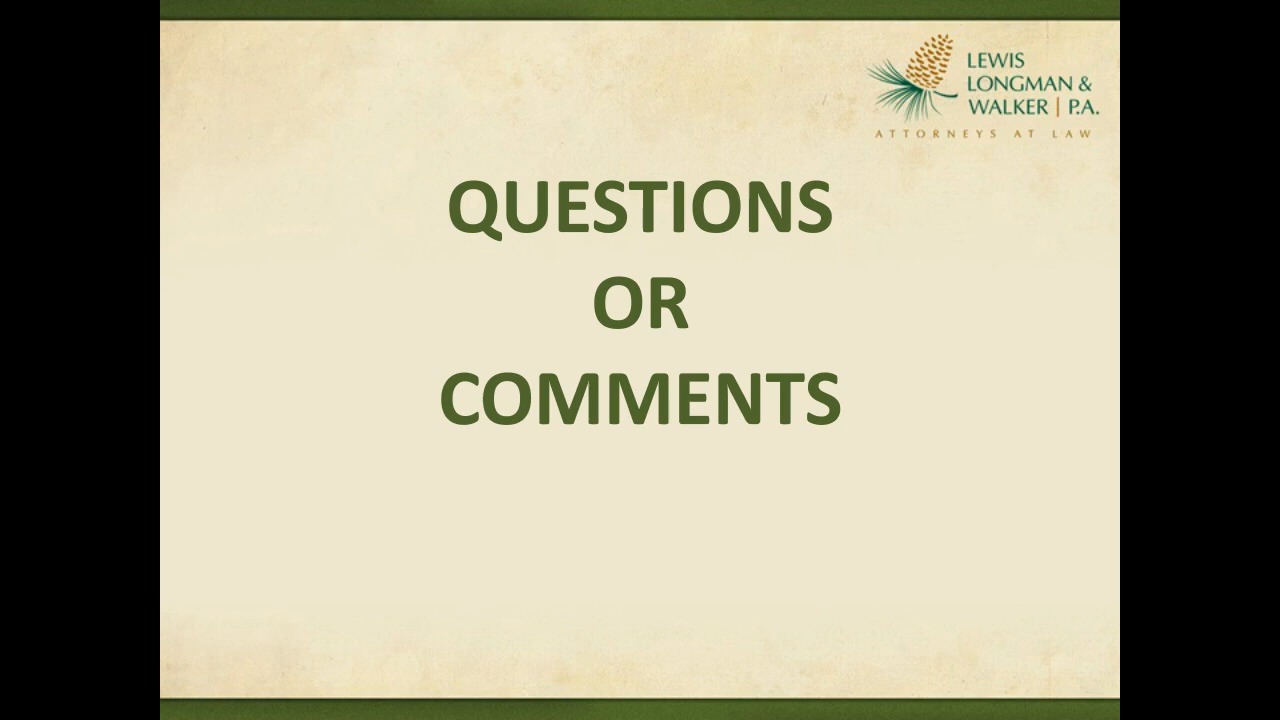 LEWIS
LONGMAN &
WALKER | P.A.
ATTORNEYS AT LAW
QUESTIONS
OR
COMMENTS